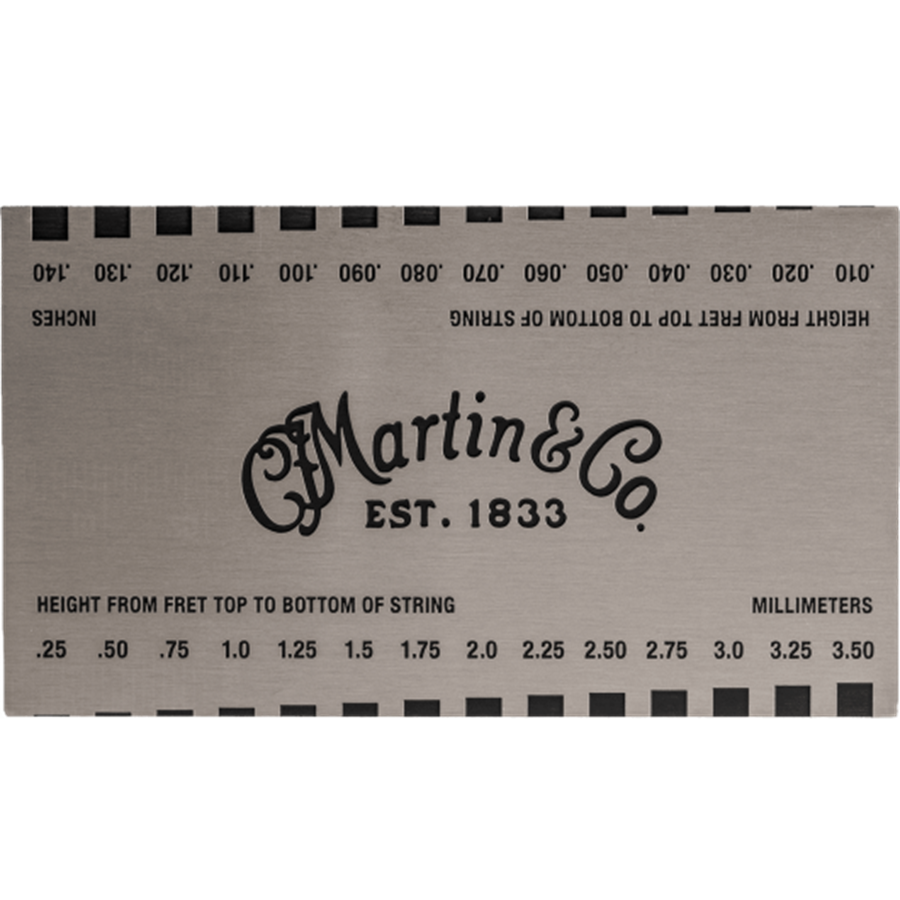 .140 .130 .120 .110 .100 .090 .080 .070 .060 .050 .040 .030 .020 .010
INCHES HEIGHT FROM FRET TOP TO BOTTOM OF STRING
CFMartin & Co.
EST. 1833
HEIGHT FROM FRET TOP TO BOTTOM OF STRING MILLIMETERS
.25 .50 .75 1.0 1.25 1.5 1.75 2.0 2.25 2.50 2.75 3.0 3.25 3.50